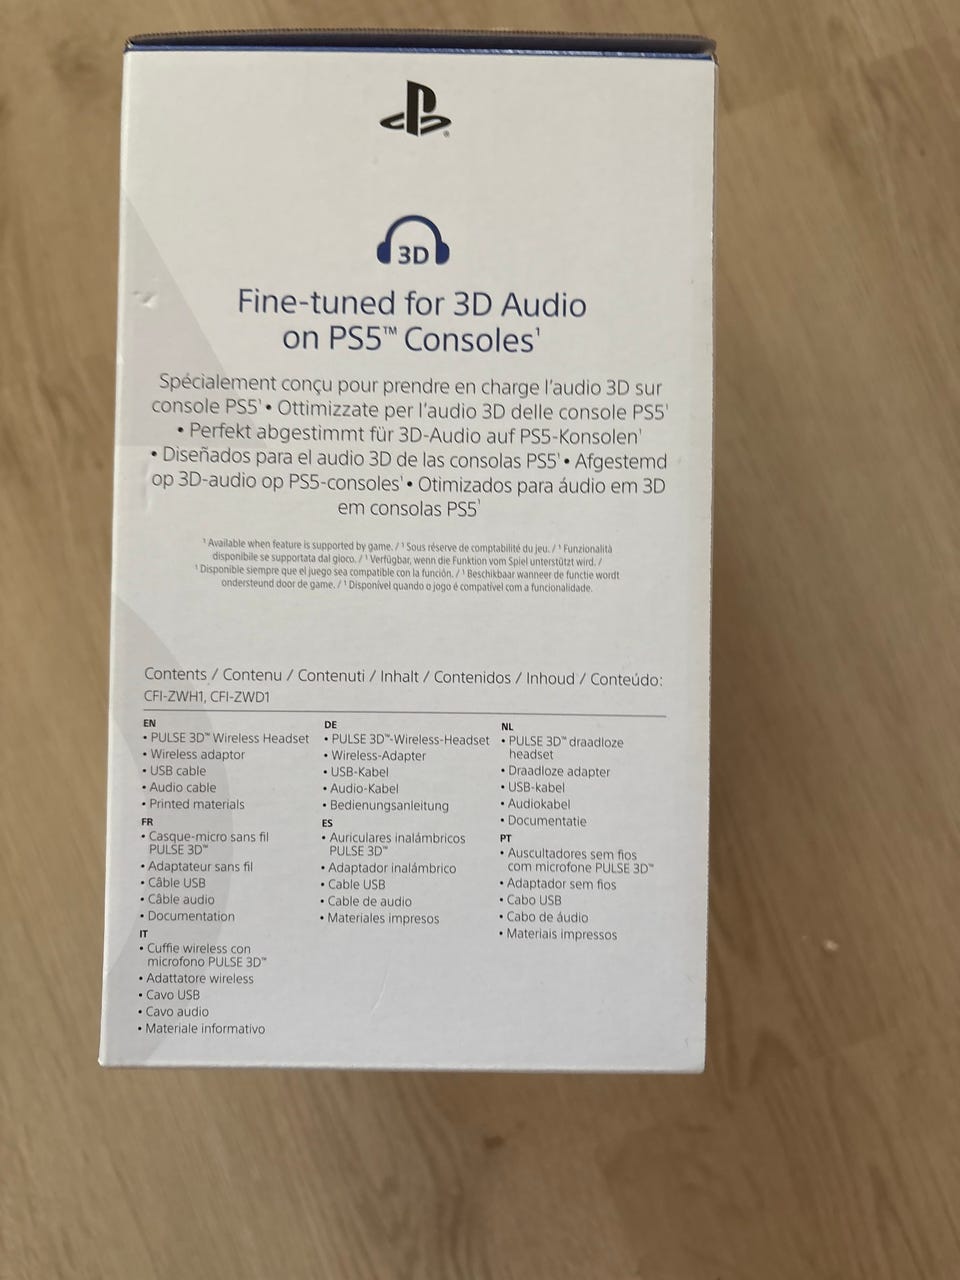 3D
Fine-tuned for 3D Audio
on PS5™ Consoles¹
Spécialement conçu pour prendre en charge l'audio 3D sur
console PS5¹ • Ottimizzate per l'audio 3D delle console PS5¹
• Perfekt abgestimmt für 3D-Audio auf PS5-Konsolen¹
• Diseñados para el audio 3D de las consolas PS5¹ • Afgestemd
op 3D-audio op PS5-consoles¹ • Otimizados para áudio em 3D
em consolas PS5¹
¹ Available when feature is supported by game. / ¹ Sous réserve de comptabilité du jeu. / ¹ Funzionalità
disponibile se supportata dal gioco. / ¹ Verfügbar, wenn die Funktion vom Spiel unterstützt wird. /
¹ Disponible siempre que el juego sea compatible con la función. / ¹ Beschikbaar wanneer de functie wordt
ondersteund door de game. / ¹ Disponível quando o jogo é compatível com a funcionalidade.
Contents / Contenu / Contenuti / Inhalt / Contenidos / Inhoud / Conteúdo:
CFI-ZWH1, CFI-ZWD1
EN
• PULSE 3D™ Wireless Headset
• Wireless adaptor
• USB cable
• Audio cable
• Printed materials
FR
• Casque-micro sans fil
PULSE 3D™
• Adaptateur sans fil
• Câble USB
• Câble audio
• Documentation
IT
• Cuffie wireless con
microfono PULSE 3D™
• Adattatore wireless
• Cavo USB
• Cavo audio
• Materiale informativo
DE
• PULSE 3D™-Wireless-Headset
• Wireless-Adapter
• USB-Kabel
• Audio-Kabel
• Bedienungsanleitung
ES
• Auriculares inalámbricos
PULSE 3D™
• Adaptador inalámbrico
• Cable USB
• Cable de audio
• Materiales impresos
NL
• PULSE 3D™ draadloze
headset
• Draadloze adapter
• USB-kabel
• Audiokabel
• Documentatie
PT
• Auscultadores sem fios
com microfone PULSE 3D™
• Adaptador sem fios
• Cabo USB
• Cabo de áudio
• Materiais impressos